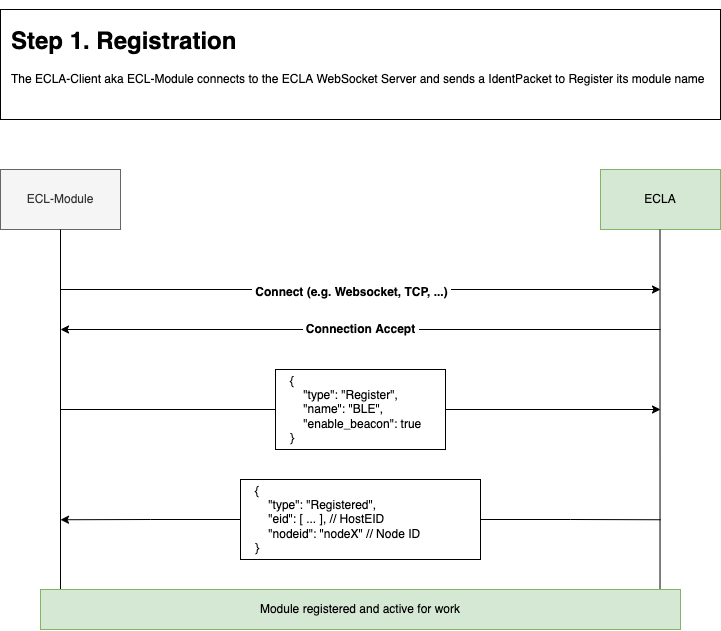 Step 1. Registration
The ECLA-Client aka ECL-Module connects to the ECLA WebSocket Server and sends a IdentPacket to Register its module name
ECL-Module
ECLA
Connect (e.g. Websocket, TCP, ...)
Connection Accept
{
"type": "Register",
"name": "BLE",
"enable_beacon": true
}
{
"type": "Registered",
"eid": [ ... ], // HostEID
"nodeid": "nodeX" // Node ID
}
Module registered and active for work